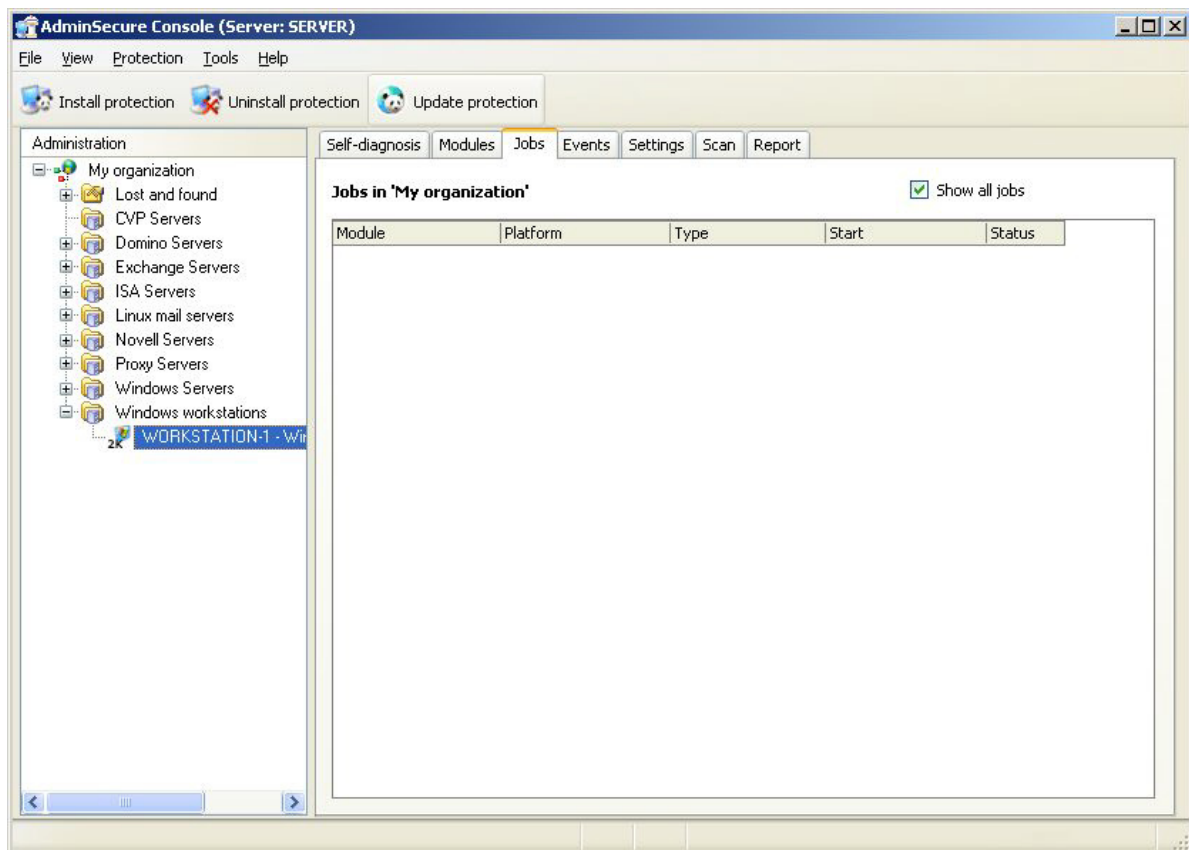 AdminSecure Console (Server: SERVER)
File View Protection Tools Help
Install protection Uninstall protection Update protection
Administration
My organization
Lost and found
CVP Servers
Domino Servers
Exchange Servers
ISA Servers
Linux mail servers
Novell Servers
Proxy Servers
Windows Servers
Windows workstations
2K WORKSTATION-1 - Wi
Self-diagnosis Modules Jobs Events Settings Scan Report
Jobs in 'My organization' Show all jobs
Module Platform Type Start Status